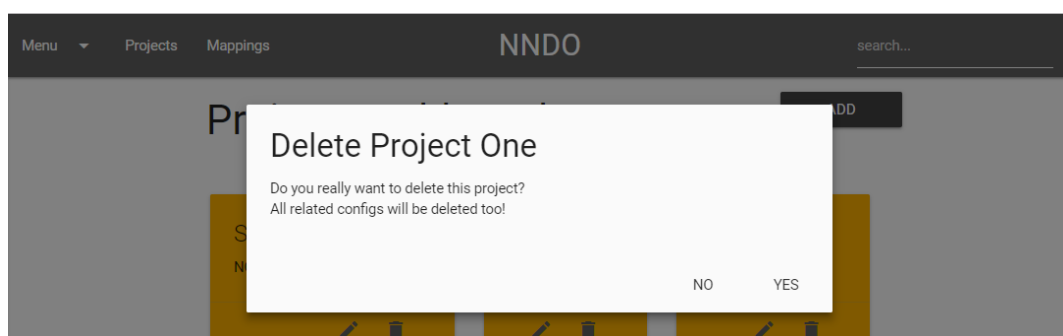 Menu Projects Mappings NNDO search...
Pr
ADD
Delete Project One
Do you really want to delete this project?
All related configs will be deleted too!
S
NO YES